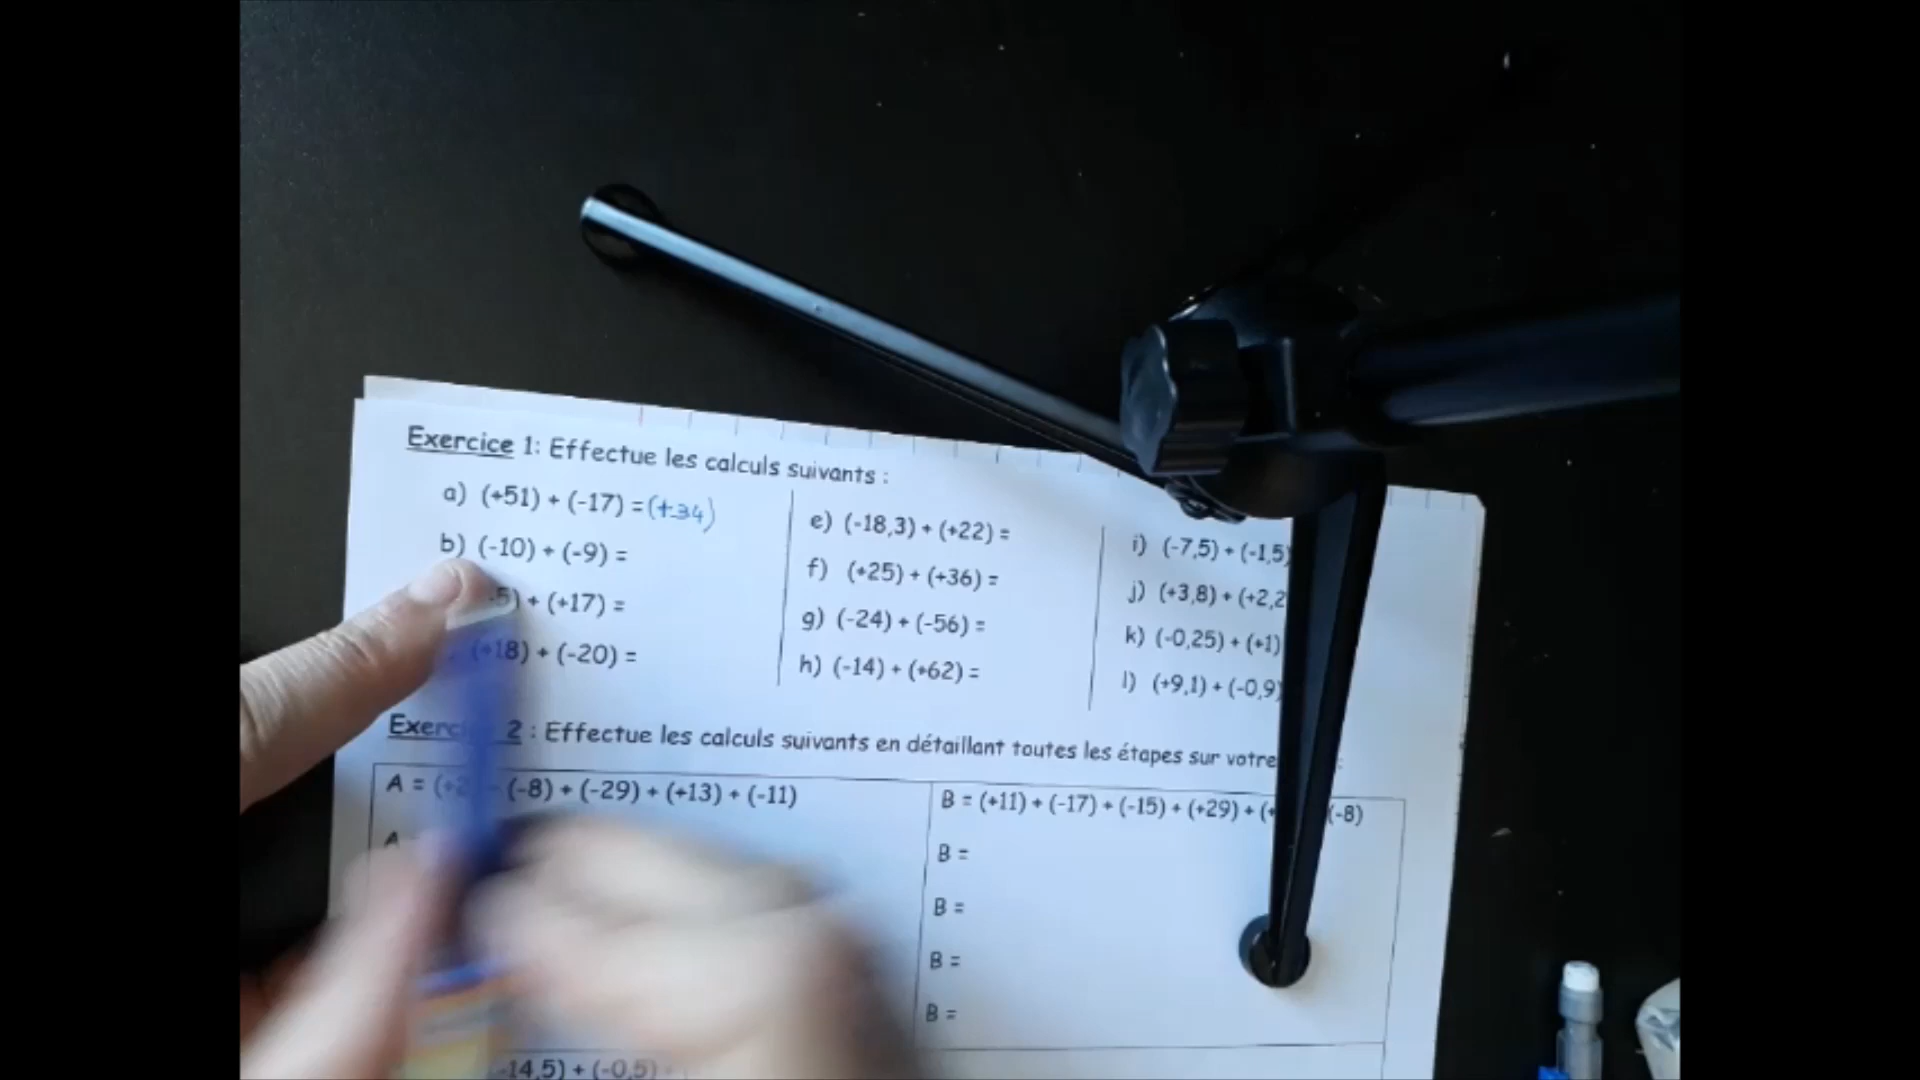 Exercice 1: Effectue les calculs suivants :
a) (+51) + (-17) = (+34)
b) (-10) + (-9) =
-5) + (+17) =
(+18) + (-20) =
e) (-18,3) + (+22) =
f) (+25) + (+36) =
g) (-24) + (-56) =
h) (-14) + (+62) =
i) (-7,5) + (-1,5)
j) (+3,8) + (+2,2
k) (-0,25) + (+1)
l) (+9,1) + (-0,9)
2 : Effectue les calculs suivants en détaillant toutes les étapes sur votre :
A = (+2 (-8) + (-29) + (+13) + (-11)
A
B = (+11) + (-17) + (-15) + (+29) + (+ (-8)
B =
B =
B =
B =
-14,5) + (-0,5)